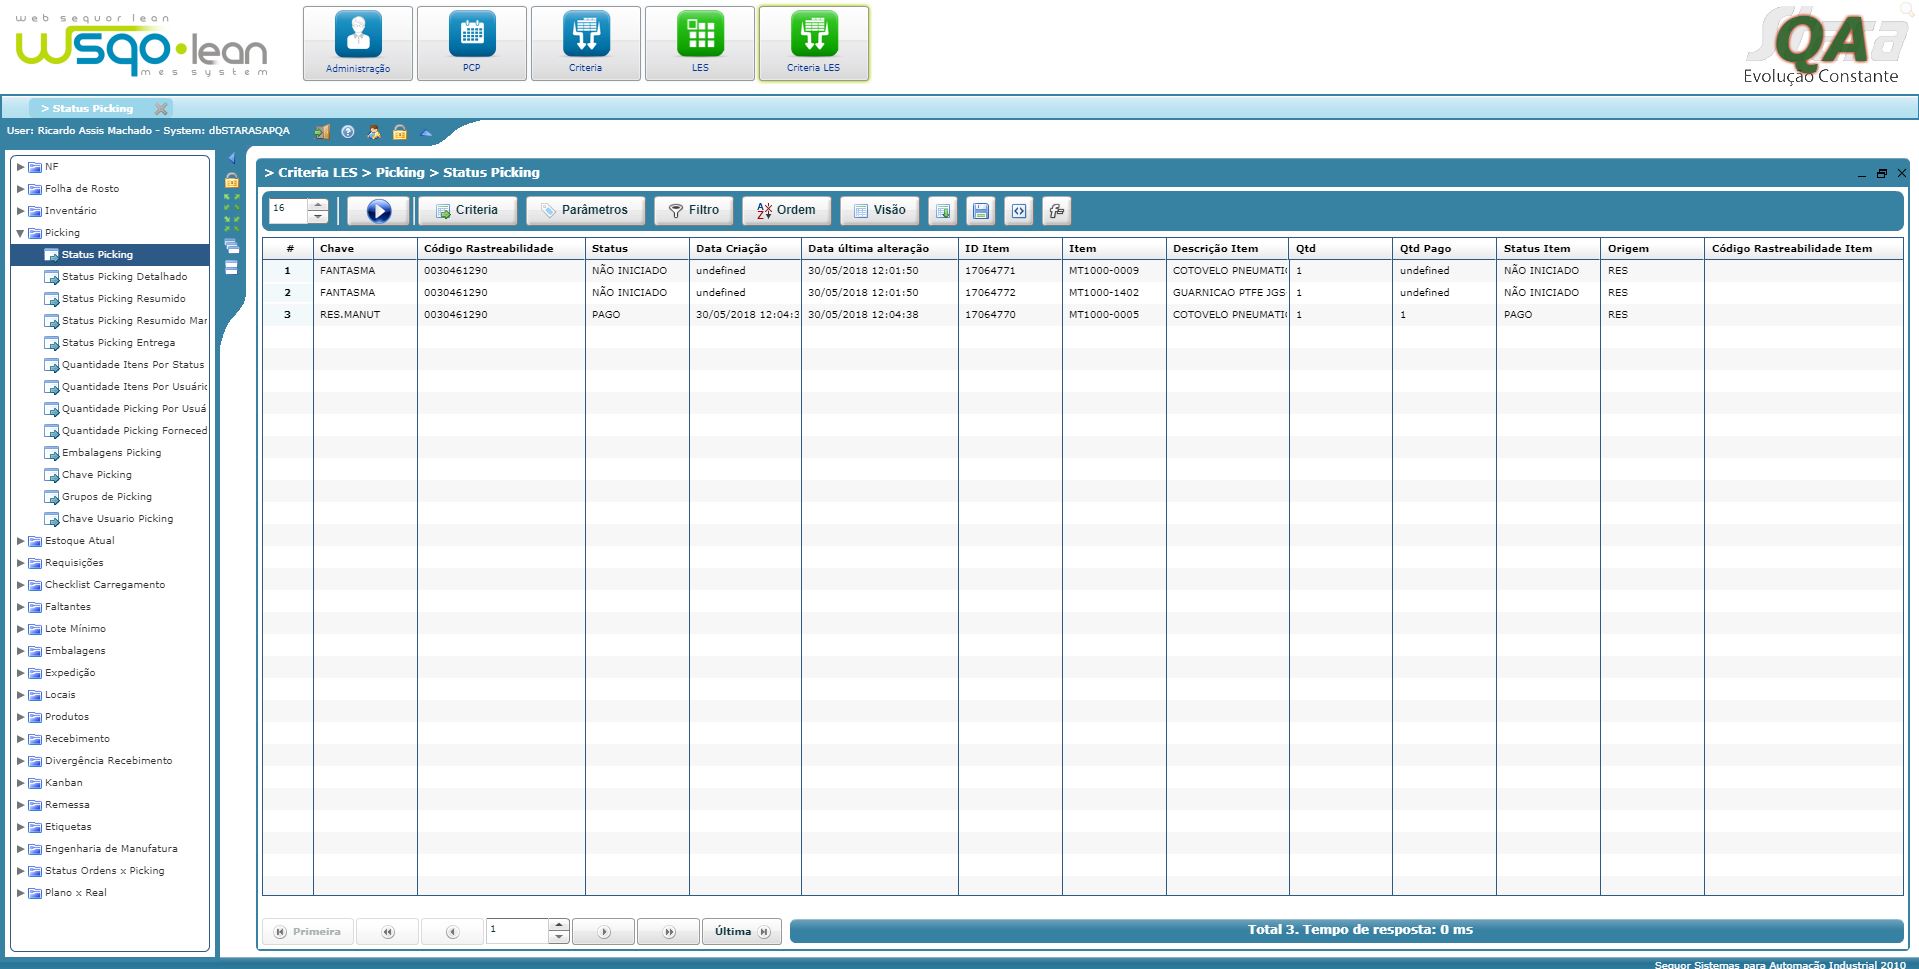 web sequor lean
wsqo·lean
mes system
Administração
PCP
Criteria
LES
Criteria LES
QA
Evolução Constante
> Status Picking
User: Ricardo Assis Machado - System: dbSTARASAPQA
NF
Folha de Rosto
Inventário
Picking
Status Picking
Status Picking Detalhado
Status Picking Resumido
Status Picking Resumido Mar
Status Picking Entrega
Quantidade Itens Por Status
Quantidade Itens Por Usuário
Quantidade Picking Por Usuá
Quantidade Picking Forneced
Embalagens Picking
Chave Picking
Grupos de Picking
Chave Usuario Picking
Estoque Atual
Requisições
Checklist Carregamento
Faltantes
Lote Mínimo
Embalagens
Expedição
Locais
Produtos
Recebimento
Divergência Recebimento
Kanban
Remessa
Etiquetas
Engenharia de Manufatura
Status Ordens x Picking
Plano x Real
> Criteria LES > Picking > Status Picking
16 Criteria Parâmetros Filtro Ordem Visão
# Chave Código Rastreabilidade Status Data Criação Data última alteração ID Item Item Descrição Item Qtd Qtd Pago Status Item Origem Código Rastreabilidade Item
1 FANTASMA 0030461290 NÃO INICIADO undefined 30/05/2018 12:01:50 17064771 MT1000-0009 COTOVELO PNEUMATI 1 undefined NÃO INICIADO RES
2 FANTASMA 0030461290 NÃO INICIADO undefined 30/05/2018 12:01:50 17064772 MT1000-1402 GUARNICAO PTFE JGS 1 undefined NÃO INICIADO RES
3 RES.MANUT 0030461290 PAGO 30/05/2018 12:04:3 30/05/2018 12:04:38 17064770 MT1000-0005 COTOVELO PNEUMATI 1 1 PAGO RES
Primeira 1 Última Total 3. Tempo de resposta: 0 ms
Sequor Sistemas para Automação Industrial 2010